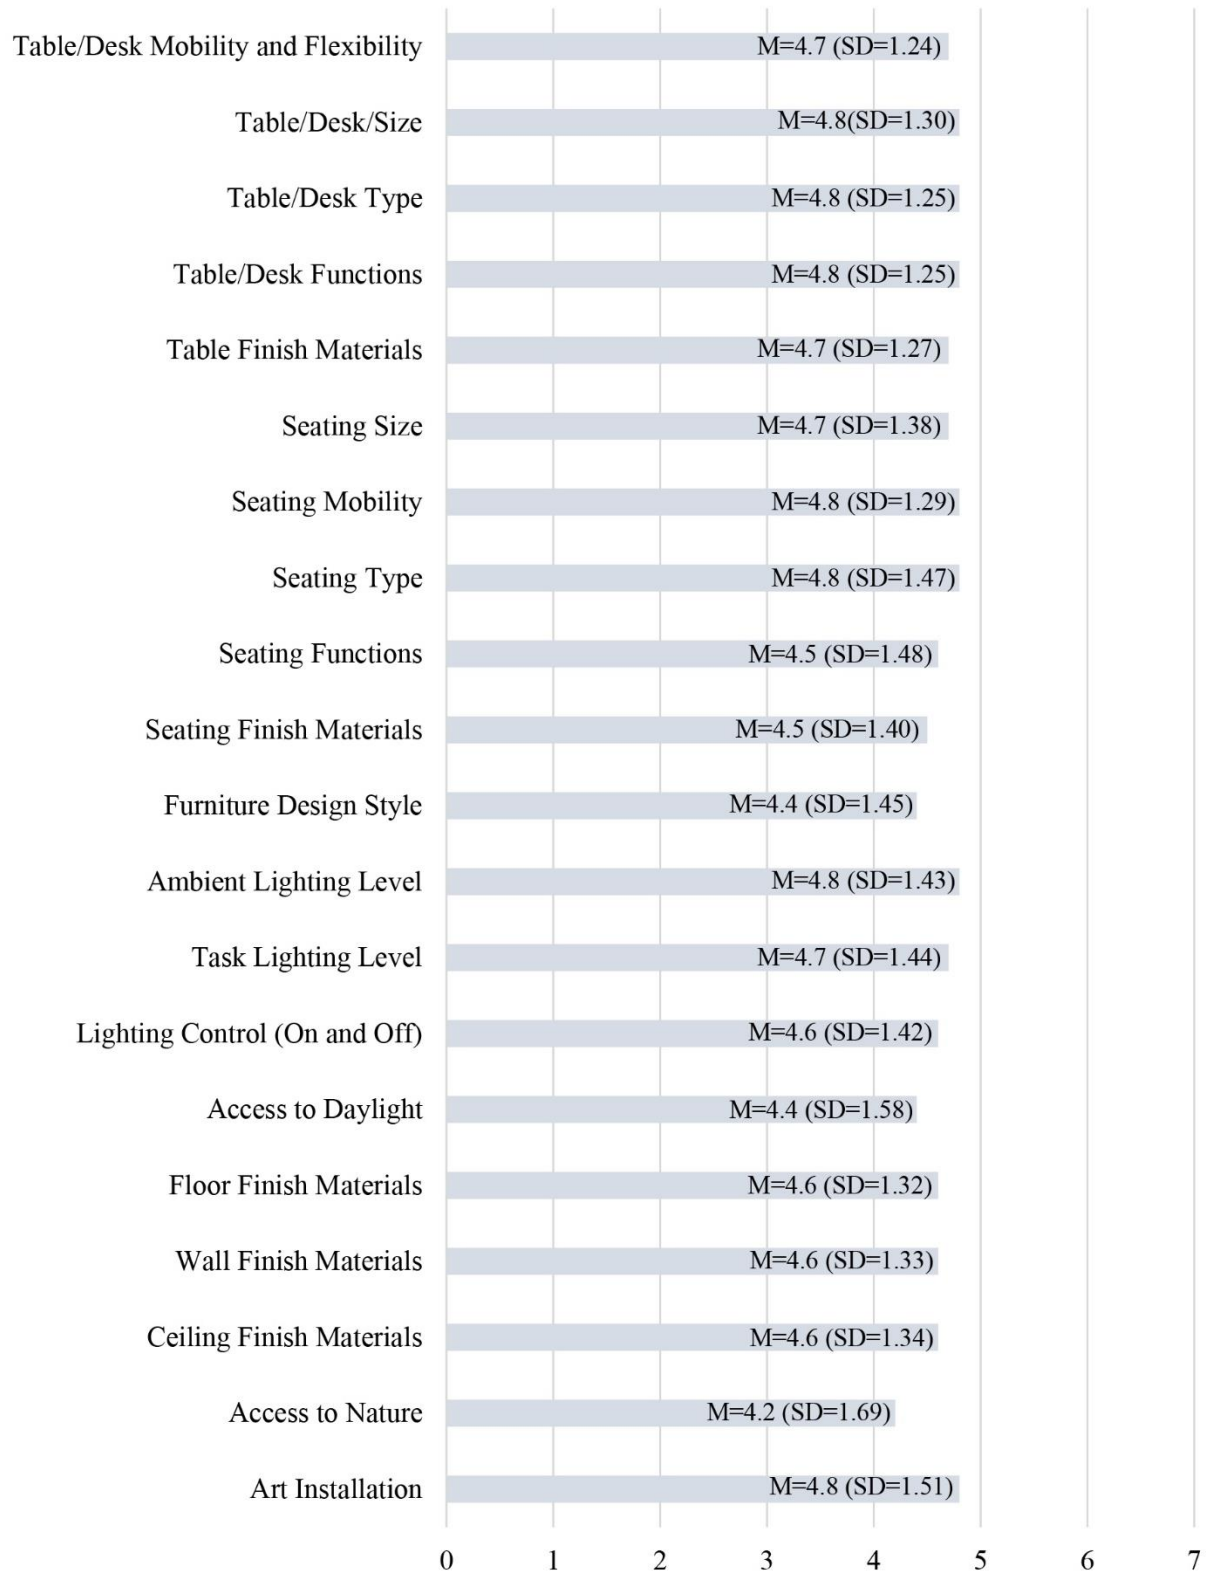 Table/Desk Mobility and Flexibility M=4.7 (SD=1.24)
Table/Desk/Size M=4.8(SD=1.30)
Table/Desk Type M=4.8 (SD=1.25)
Table/Desk Functions M=4.8 (SD=1.25)
Table Finish Materials M=4.7 (SD=1.27)
Seating Size M=4.7 (SD=1.38)
Seating Mobility M=4.8 (SD=1.29)
Seating Type M=4.8 (SD=1.47)
Seating Functions M=4.5 (SD=1.48)
Seating Finish Materials M=4.5 (SD=1.40)
Furniture Design Style M=4.4 (SD=1.45)
Ambient Lighting Level M=4.8 (SD=1.43)
Task Lighting Level M=4.7 (SD=1.44)
Lighting Control (On and Off) M=4.6 (SD=1.42)
Access to Daylight M=4.4 (SD=1.58)
Floor Finish Materials M=4.6 (SD=1.32)
Wall Finish Materials M=4.6 (SD=1.33)
Ceiling Finish Materials M=4.6 (SD=1.34)
Access to Nature M=4.2 (SD=1.69)
Art Installation M=4.8 (SD=1.51)
0 1 2 3 4 5 6 7